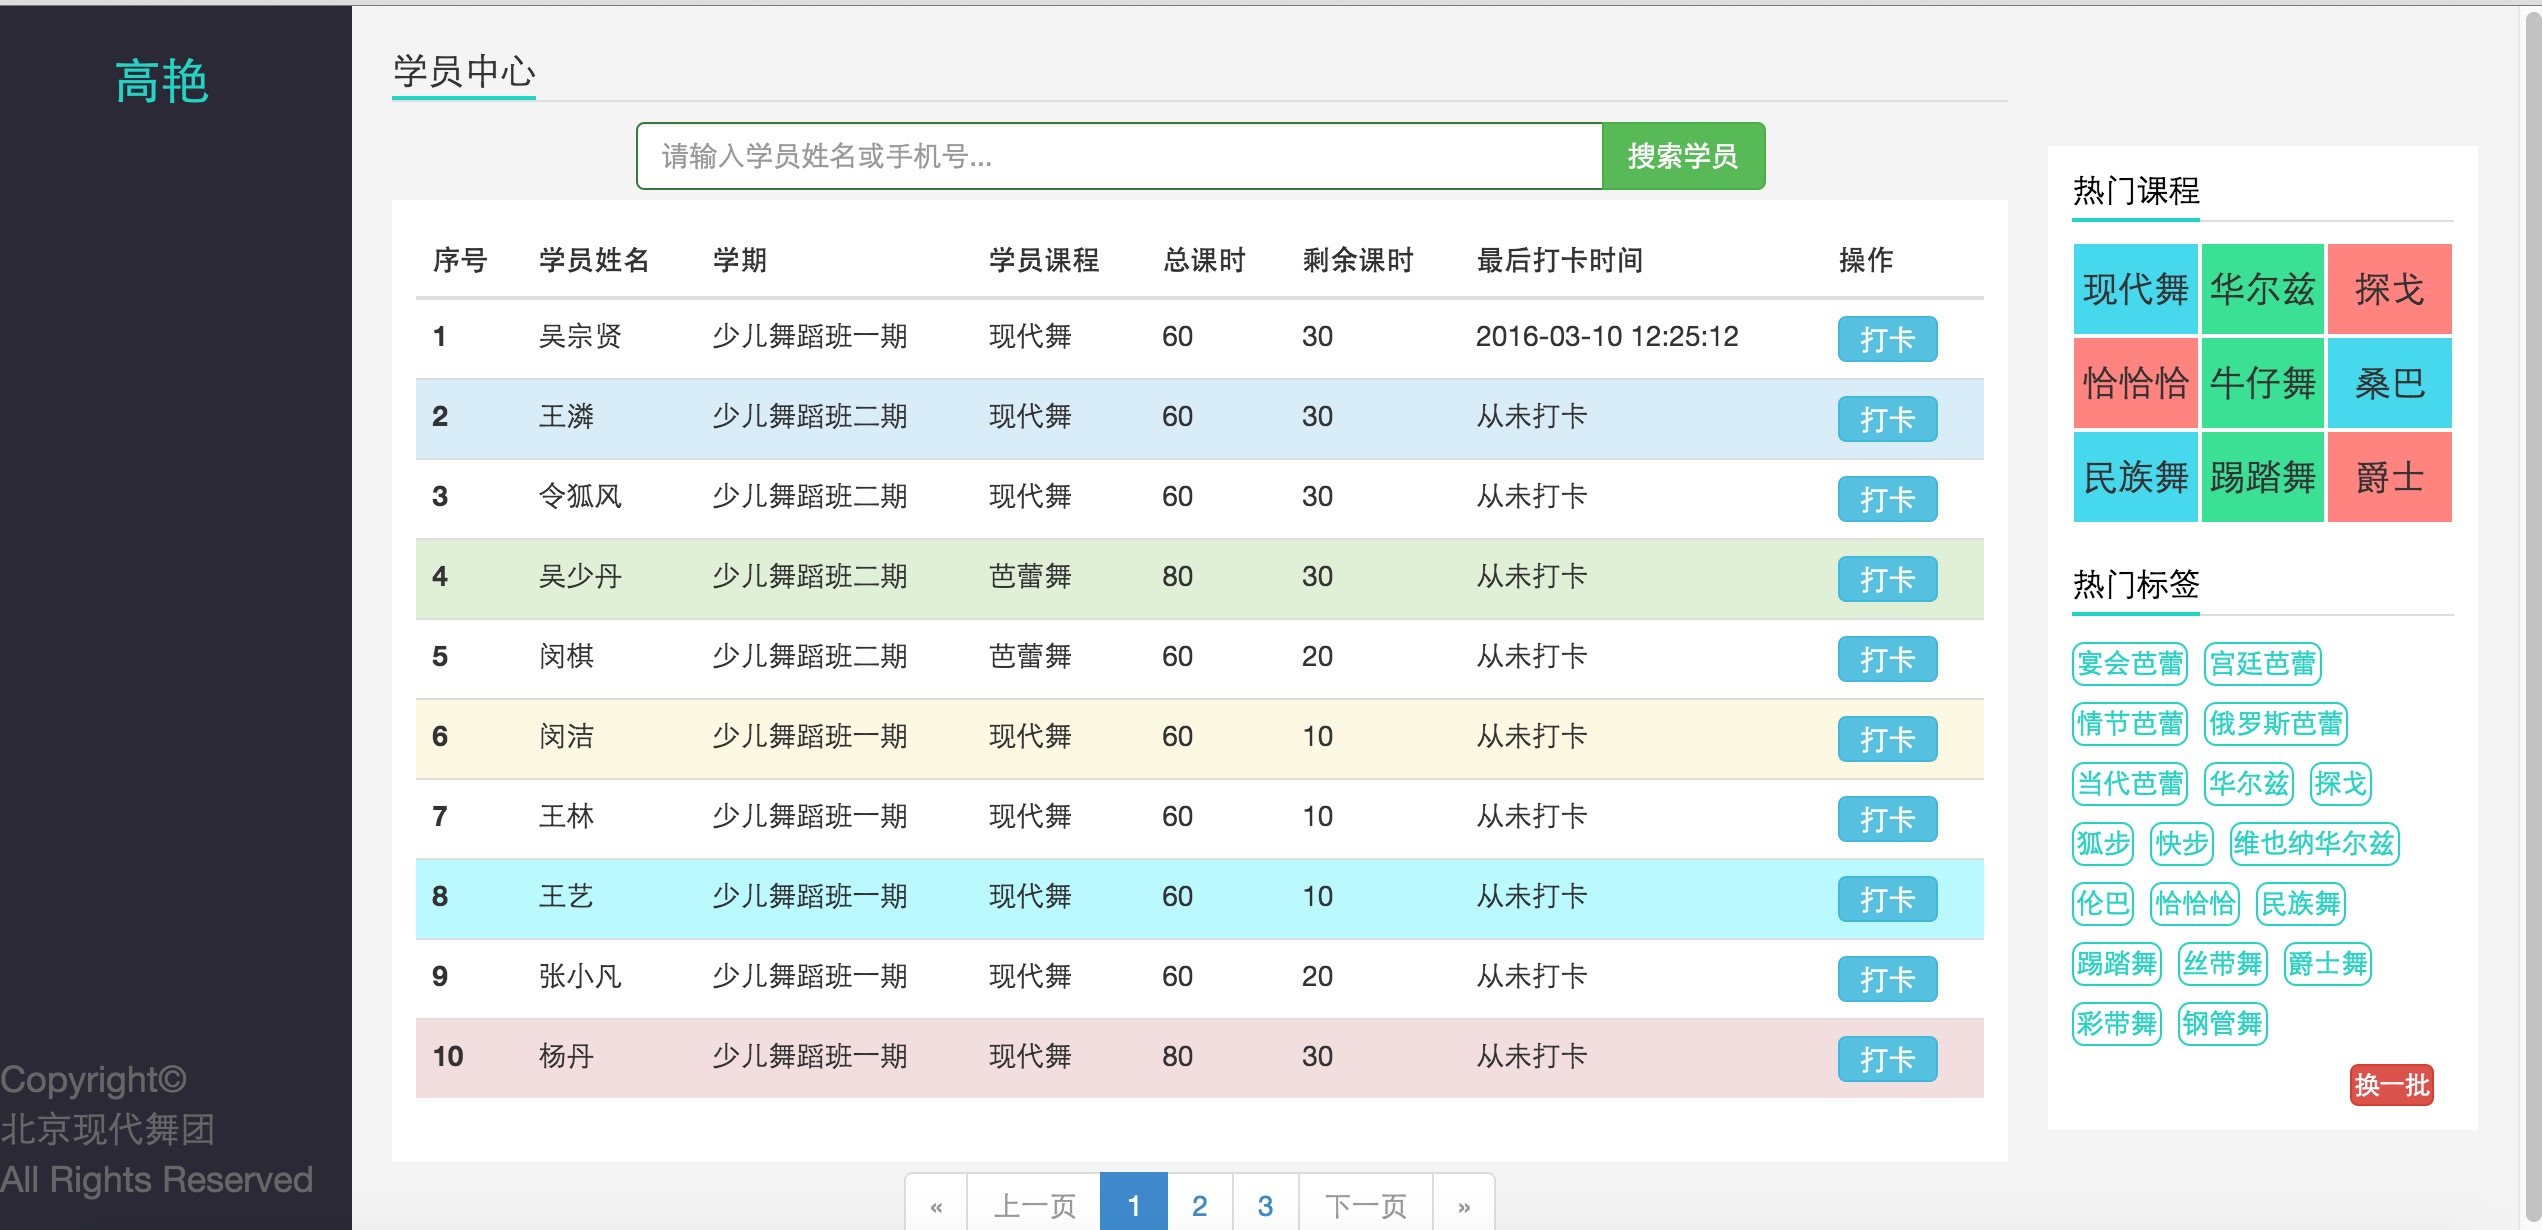 高艳
Copyright©
北京现代舞团
All Rights Reserved
学员中心
请输入学员姓名或手机号... 搜索学员
序号 学员姓名 学期 学员课程 总课时 剩余课时 最后打卡时间 操作
1 吴宗贤 少儿舞蹈班一期 现代舞 60 30 2016-03-10 12:25:12 打卡
2 王潾 少儿舞蹈班二期 现代舞 60 30 从未打卡 打卡
3 令狐风 少儿舞蹈班二期 现代舞 60 30 从未打卡 打卡
4 吴少丹 少儿舞蹈班二期 芭蕾舞 80 30 从未打卡 打卡
5 闵棋 少儿舞蹈班二期 芭蕾舞 60 20 从未打卡 打卡
6 闵洁 少儿舞蹈班一期 现代舞 60 10 从未打卡 打卡
7 王林 少儿舞蹈班一期 现代舞 60 10 从未打卡 打卡
8 王艺 少儿舞蹈班一期 现代舞 60 10 从未打卡 打卡
9 张小凡 少儿舞蹈班一期 现代舞 60 20 从未打卡 打卡
10 杨丹 少儿舞蹈班一期 现代舞 80 30 从未打卡 打卡
« 上一页 1 2 3 下一页 »
热门课程
现代舞 华尔兹 探戈
恰恰恰 牛仔舞 桑巴
民族舞 踢踏舞 爵士
热门标签
宴会芭蕾 宫廷芭蕾
情节芭蕾 俄罗斯芭蕾
当代芭蕾 华尔兹 探戈
狐步 快步 维也纳华尔兹
伦巴 恰恰恰 民族舞
踢踏舞 丝带舞 爵士舞
彩带舞 钢管舞
换一批